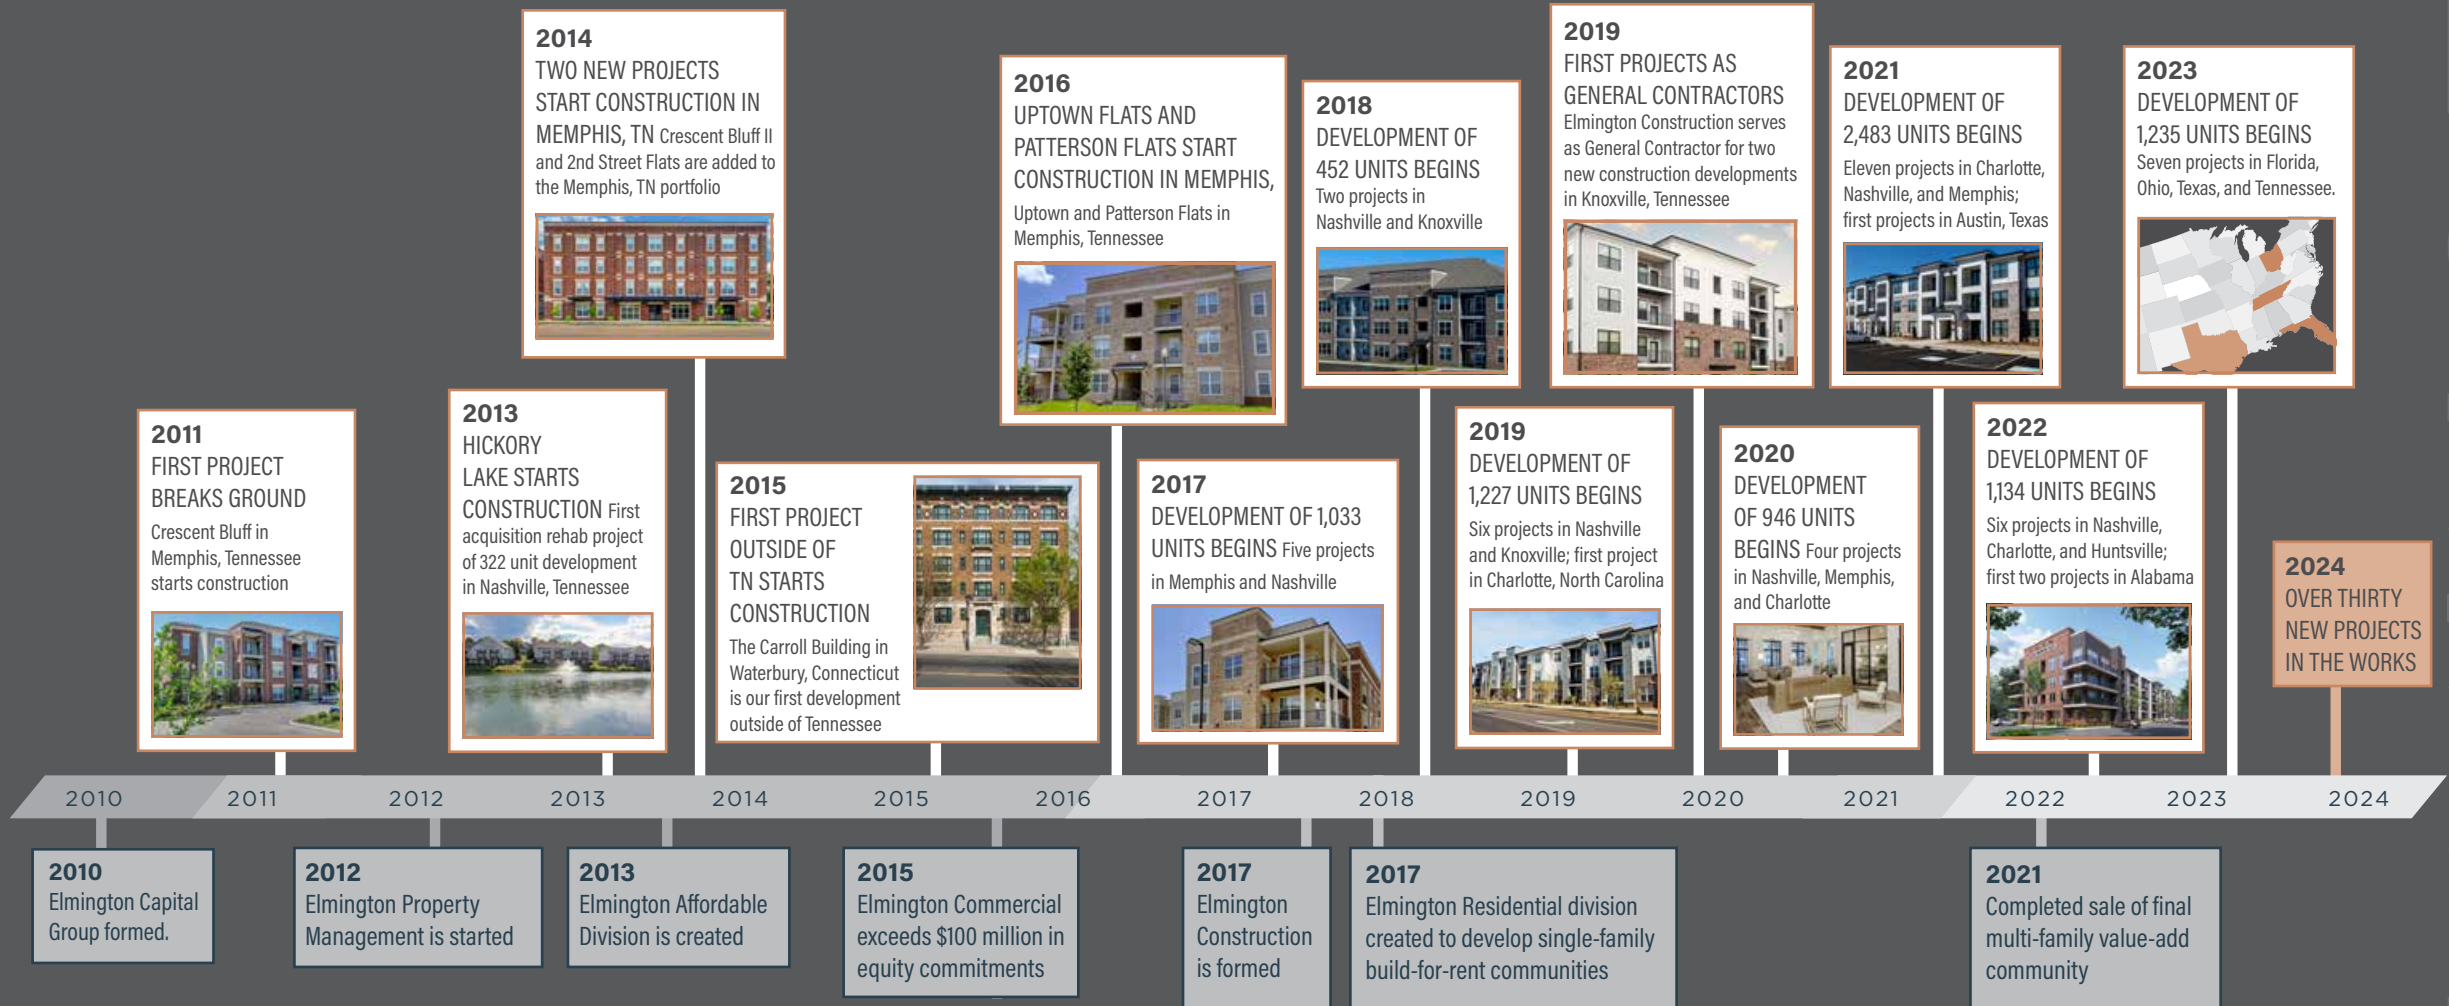 2014
TWO NEW PROJECTS
START CONSTRUCTION IN
MEMPHIS, TN Crescent Bluff II
and 2nd Street Flats are added to
the Memphis, TN portfolio
2016
UPTOWN FLATS AND
PATTERSON FLATS START
CONSTRUCTION IN MEMPHIS,
Uptown and Patterson Flats in
Memphis, Tennessee
2018
DEVELOPMENT OF
452 UNITS BEGINS
Two projects in
Nashville and Knoxville
2019
FIRST PROJECTS AS
GENERAL CONTRACTORS
Elmington Construction serves
as General Contractor for two
new construction developments
in Knoxville, Tennessee
2021
DEVELOPMENT OF
2,483 UNITS BEGINS
Eleven projects in Charlotte,
Nashville, and Memphis;
first projects in Austin, Texas
2023
DEVELOPMENT OF
1,235 UNITS BEGINS
Seven projects in Florida,
Ohio, Texas, and Tennessee.
2011
FIRST PROJECT
BREAKS GROUND
Crescent Bluff in
Memphis, Tennessee
starts construction
2013
HICKORY
LAKE STARTS
CONSTRUCTION First
acquisition rehab project
of 322 unit development
in Nashville, Tennessee
2015
FIRST PROJECT
OUTSIDE OF
TN STARTS
CONSTRUCTION
The Carroll Building in
Waterbury, Connecticut
is our first development
outside of Tennessee
2017
DEVELOPMENT OF 1,033
UNITS BEGINS Five projects
in Memphis and Nashville
2019
DEVELOPMENT OF
1,227 UNITS BEGINS
Six projects in Nashville
and Knoxville; first project
in Charlotte, North Carolina
2020
DEVELOPMENT
OF 946 UNITS
BEGINS Four projects
in Nashville, Memphis,
and Charlotte
2022
DEVELOPMENT OF
1,134 UNITS BEGINS
Six projects in Nashville,
Charlotte, and Huntsville;
first two projects in Alabama
2024
OVER THIRTY
NEW PROJECTS
IN THE WORKS
2010 2011 2012 2013 2014 2015 2016 2017 2018 2019 2020 2021 2022 2023 2024
2010
Elmington Capital
Group formed.
2012
Elmington Property
Management is started
2013
Elmington Affordable
Division is created
2015
Elmington Commercial
exceeds $100 million in
equity commitments
2017
Elmington
Construction
is formed
2017
Elmington Residential division
created to develop single-family
build-for-rent communities
2021
Completed sale of final
multi-family value-add
community